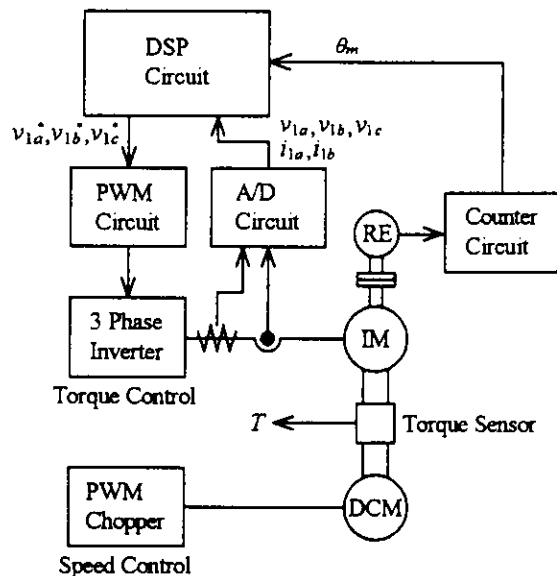 DSP
Circuit
θm
v1a*,v1b*,v1c*
v1a,v1b,v1c
i1a,i1b
PWM
Circuit
A/D
Circuit
RE
Counter
Circuit
3 Phase
Inverter
IM
Torque Control
T
Torque Sensor
PWM
Chopper
DCM
Speed Control